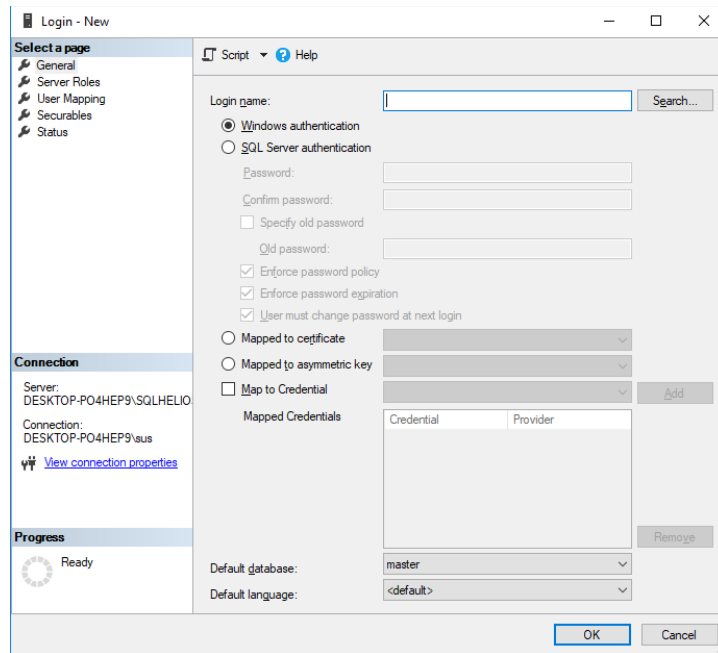 Login - New
Select a page
General
Server Roles
User Mapping
Securables
Status
Script
Help
Login name:
Search...
Windows authentication
SQL Server authentication
Password:
Confirm password:
Specify old password
Old password:
Enforce password policy
Enforce password expiration
User must change password at next login
Mapped to certificate
Mapped to asymmetric key
Map to Credential
Add
Mapped Credentials
Credential Provider
Remove
Default database: master
Default language: <default>
Connection
Server:
DESKTOP-PO4HEP9\SQLHELIO
Connection:
DESKTOP-PO4HEP9\sus
View connection properties
Progress
Ready
OK
Cancel